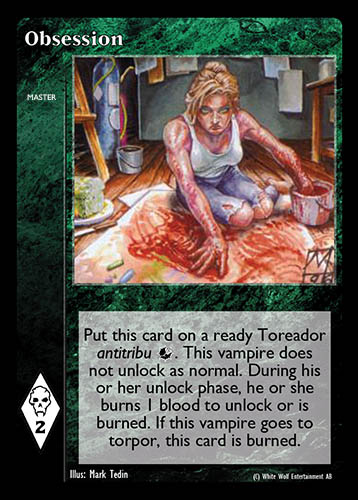 Obsession
MASTER
Put this card on a ready Toreador
antitribu . This vampire does
not unlock as normal. During his
or her unlock phase, he or she
burns 1 blood to unlock or is
burned. If this vampire goes to
torpor, this card is burned.
2
Illus: Mark Tedin
(C) White Wolf Entertainment AB